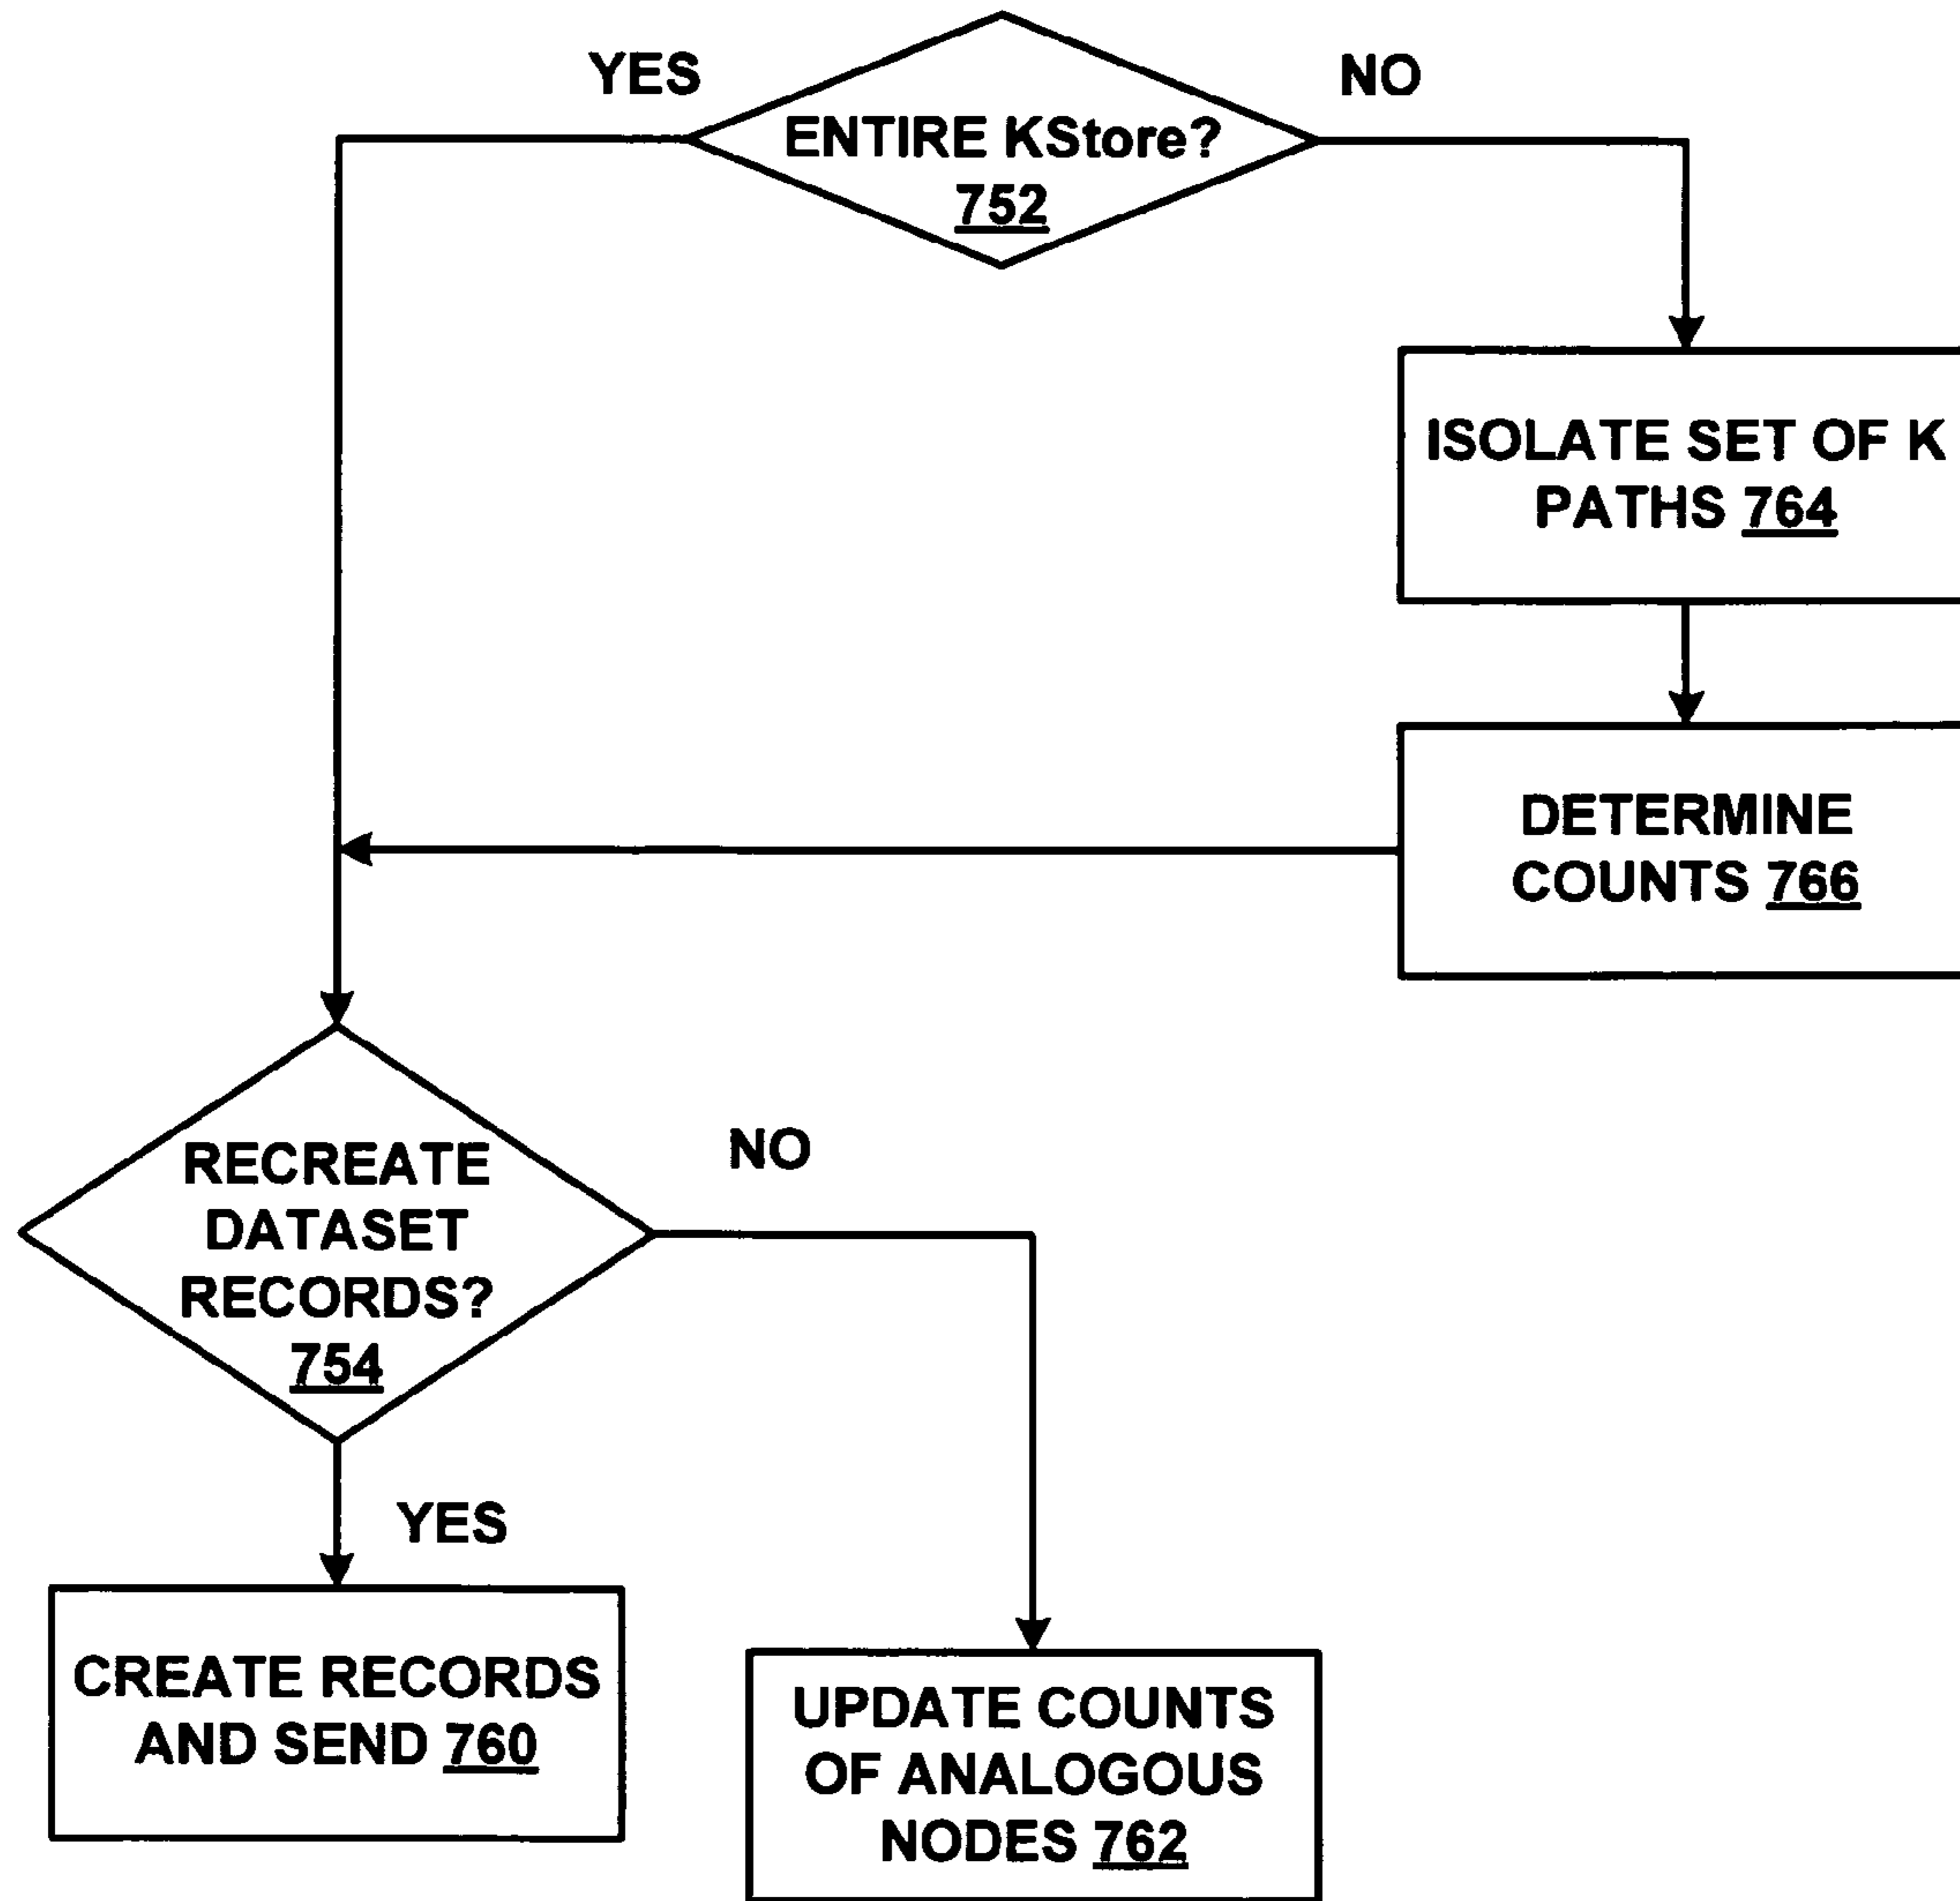 YES
NO
ENTIRE KStore?
752
ISOLATE SET OF K
PATHS 764
DETERMINE
COUNTS 766
RECREATE
DATASET
RECORDS?
754
NO
YES
CREATE RECORDS
AND SEND 760
UPDATE COUNTS
OF ANALOGOUS
NODES 762